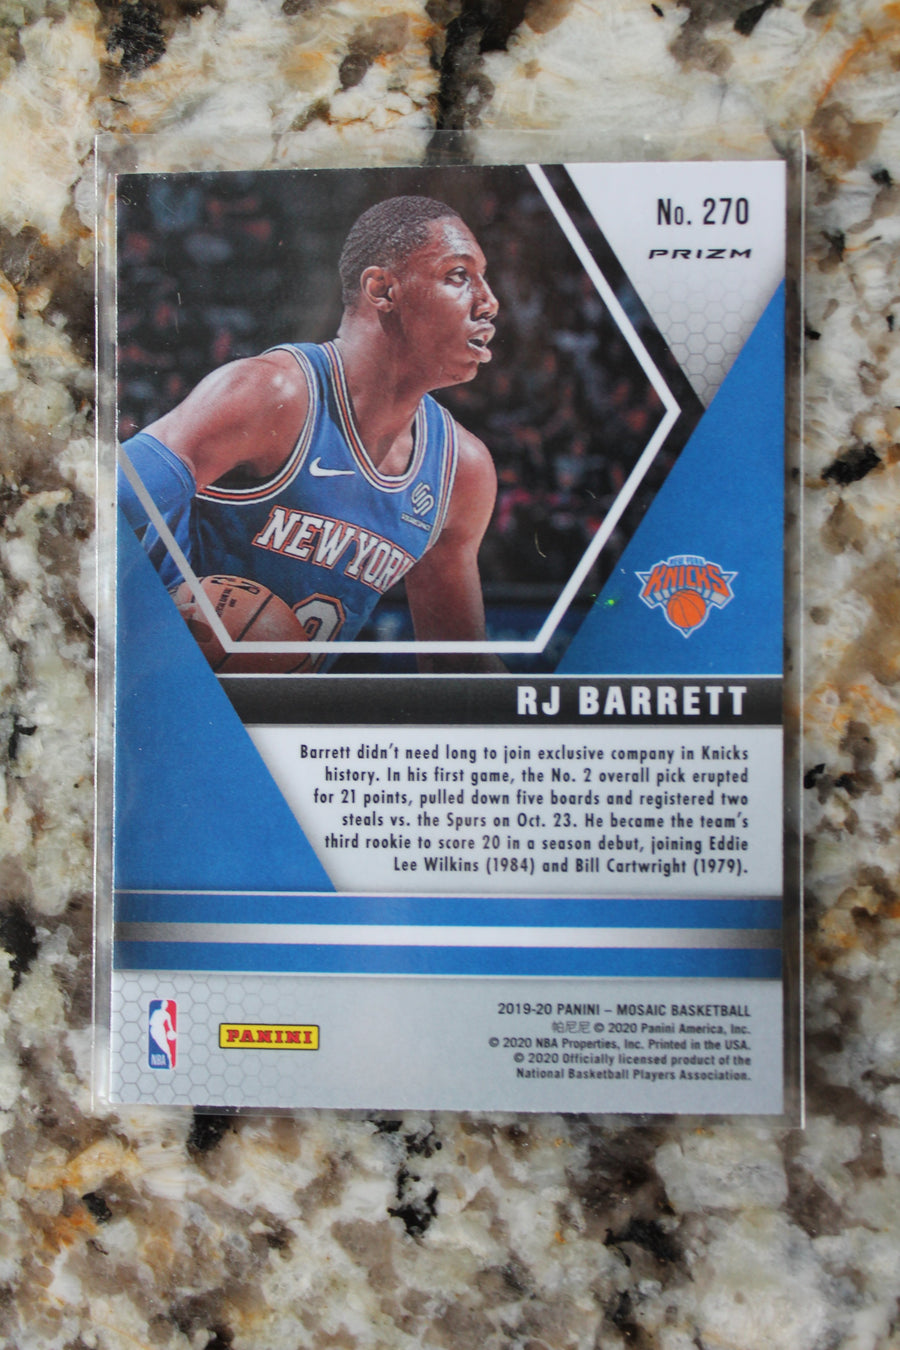 No. 270
PRIZM
NEW YORK
NEW YORK
KNICKS
RJ BARRETT
Barrett didn't need long to join exclusive company in Knicks
history. In his first game, the No. 2 overall pick erupted
for 21 points, pulled down five boards and registered two
steals vs. the Spurs on Oct. 23. He became the team's
third rookie to score 20 in a season debut, joining Eddie
Lee Wilkins (1984) and Bill Cartwright (1979).
NBA
PANINI
2019-20 PANINI – MOSAIC BASKETBALL
帕尼尼 © 2020 Panini America, Inc.
© 2020 NBA Properties, Inc. Printed in the USA.
© 2020 Officially licensed product of the
National Basketball Players Association.